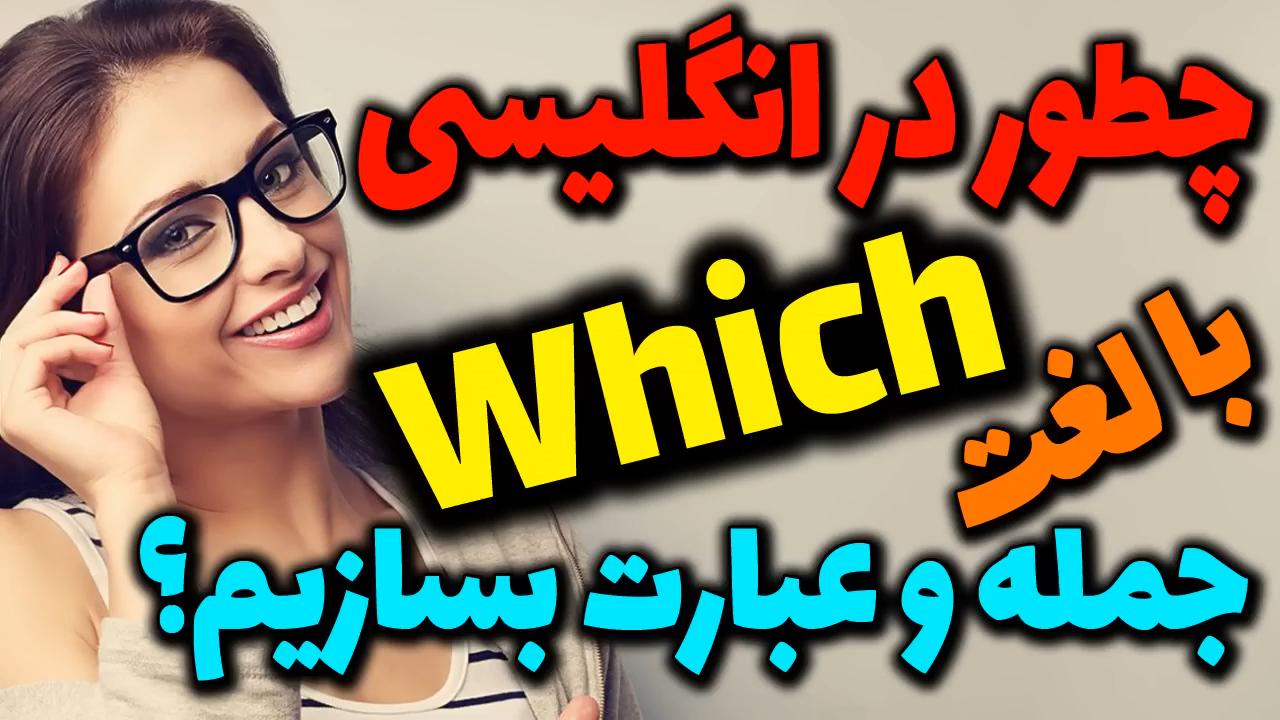 چطور در انگلیسی
با لغت Which
جمله و عبارت بسازیم؟